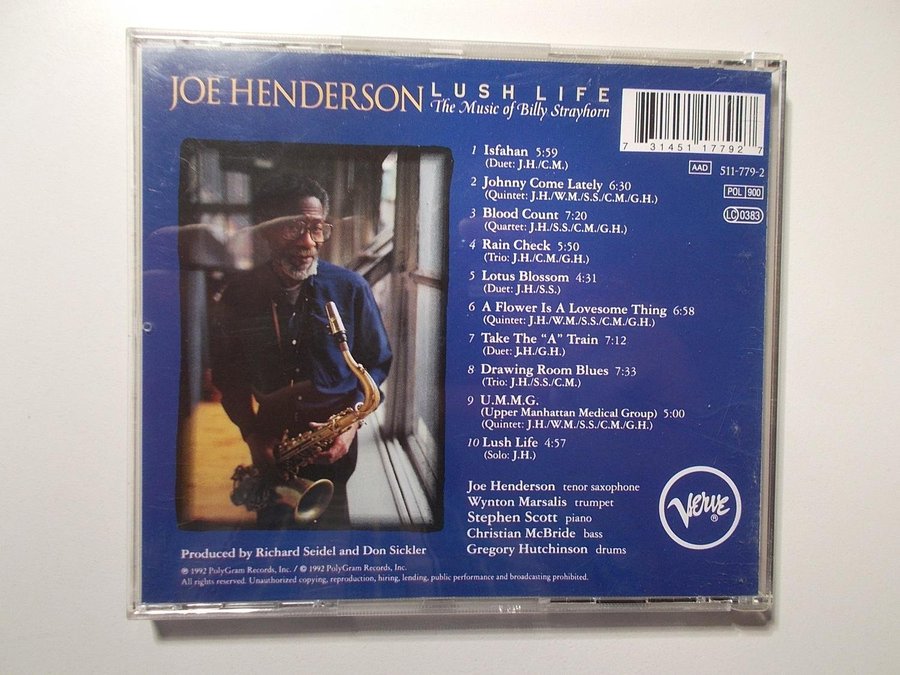 JOE HENDERSON LUSH LIFE
The Music of Billy Strayhorn
7 31451 17792 7
AAD 511-779-2
POL 900
LC 0383
1 Isfahan 5:59
(Duet: J.H./C.M.)
2 Johnny Come Lately 6:30
(Quintet: J.H./W.M./S.S./C.M./G.H.)
3 Blood Count 7:20
(Quartet: J.H./S.S./C.M./G.H.)
4 Rain Check 5:50
(Trio: J.H./C.M./G.H.)
5 Lotus Blossom 4:31
(Duet: J.H./S.S.)
6 A Flower Is A Lovesome Thing 6:58
(Quintet: J.H./W.M./S.S./C.M./G.H.)
7 Take The “A” Train 7:12
(Duet: J.H./G.H.)
8 Drawing Room Blues 7:33
(Trio: J.H./S.S./C.M.)
9 U.M.M.G.
(Upper Manhattan Medical Group) 5:00
(Quintet: J.H./W.M./S.S./C.M./G.H.)
10 Lush Life 4:57
(Solo: J.H.)
Joe Henderson tenor saxophone
Wynton Marsalis trumpet
Stephen Scott piano
Christian McBride bass
Gregory Hutchinson drums
VERVE ®
Produced by Richard Seidel and Don Sickler
℗ 1992 PolyGram Records, Inc. / © 1992 PolyGram Records, Inc.
All rights reserved. Unauthorized copying, reproduction, hiring, lending, public performance and broadcasting prohibited.